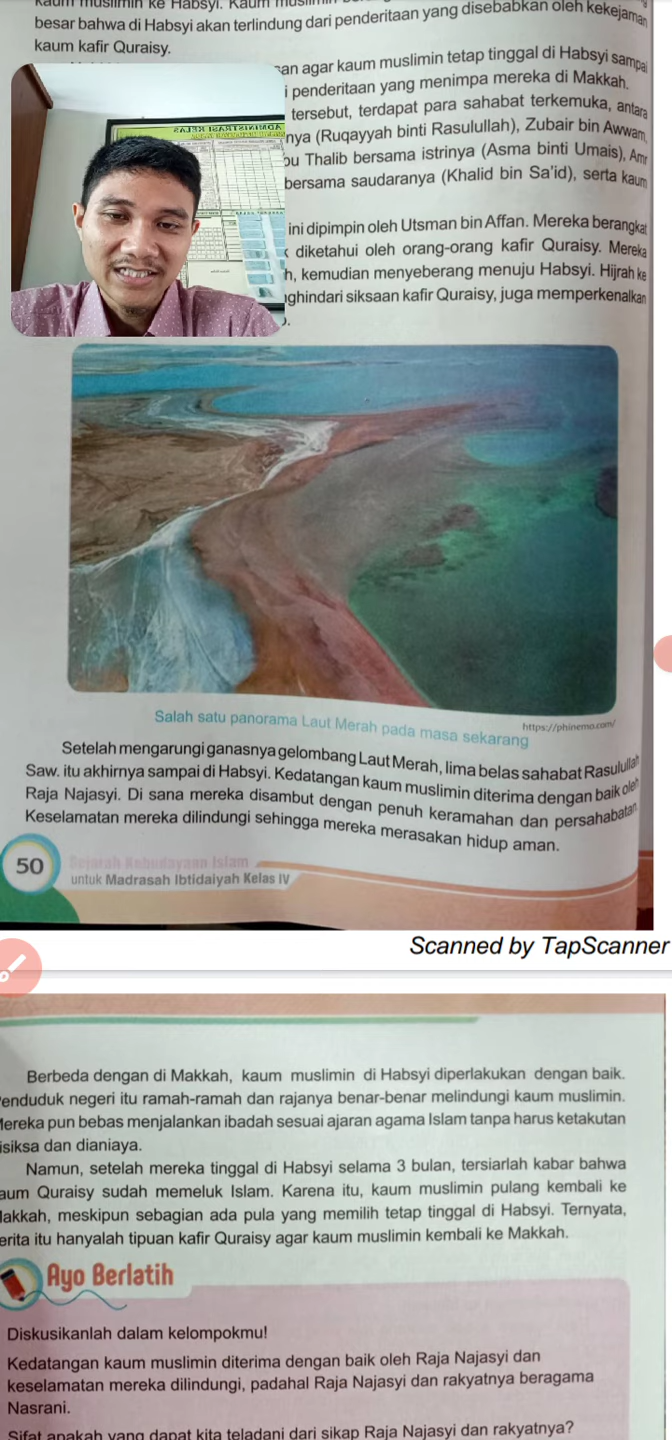 kaum muslimin ke Habsyi. Kaum
besar bahwa di Habsyi akan terlindung dari penderitaan yang disebabkan oleh kekejaman
kaum kafir Quraisy.
agar kaum muslimin tetap tinggal di Habsyi sampai
penderitaan yang menimpa mereka di Makkah.
tersebut, terdapat para sahabat terkemuka, antara
nya (Ruqayyah binti Rasulullah), Zubair bin Awwam,
bu Thalib bersama istrinya (Asma binti Umais), Amr
bersama saudaranya (Khalid bin Sa'id), serta kaum
ini dipimpin oleh Utsman bin Affan. Mereka berangkat
diketahui oleh orang-orang kafir Quraisy. Mereka
h, kemudian menyeberang menuju Habsyi. Hijrah ke
ghindari siksaan kafir Quraisy, juga memperkenalkan
ADMINISTRASI KELAS
Salah satu panorama Laut Merah pada masa sekarang
https://phinemo.com/
Setelah mengarungi ganasnya gelombang Laut Merah, lima belas sahabat Rasulullah
Saw. itu akhirnya sampai di Habsyi. Kedatangan kaum muslimin diterima dengan baik oleh
Raja Najasyi. Di sana mereka disambut dengan penuh keramahan dan persahabatan.
Keselamatan mereka dilindungi sehingga mereka merasakan hidup aman.
50
Sejarah Kebudayaan Islam
untuk Madrasah Ibtidaiyah Kelas IV
Scanned by TapScanner
Berbeda dengan di Makkah, kaum muslimin di Habsyi diperlakukan dengan baik.
enduduk negeri itu ramah-ramah dan rajanya benar-benar melindungi kaum muslimin.
Mereka pun bebas menjalankan ibadah sesuai ajaran agama Islam tanpa harus ketakutan
isiksa dan dianiaya.
Namun, setelah mereka tinggal di Habsyi selama 3 bulan, tersiarlah kabar bahwa
aum Quraisy sudah memeluk Islam. Karena itu, kaum muslimin pulang kembali ke
Makkah, meskipun sebagian ada pula yang memilih tetap tinggal di Habsyi. Ternyata,
erita itu hanyalah tipuan kafir Quraisy agar kaum muslimin kembali ke Makkah.
Ayo Berlatih
Diskusikanlah dalam kelompokmu!
Kedatangan kaum muslimin diterima dengan baik oleh Raja Najasyi dan
keselamatan mereka dilindungi, padahal Raja Najasyi dan rakyatnya beragama
Nasrani.
Sifat apakah yang dapat kita teladani dari sikap Raja Najasyi dan rakyatnya?